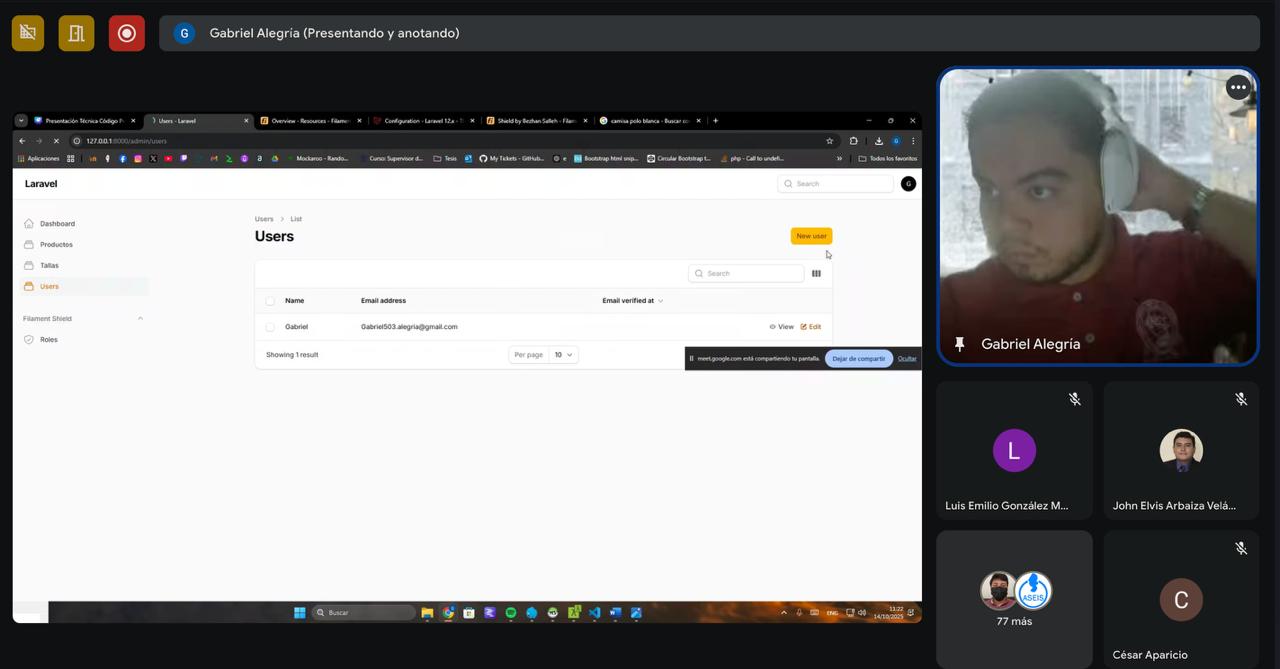 G Gabriel Alegría (Presentando y anotando)
Presentación Técnica Código P
Users - Laravel
Overview - Resources - Filamen
Configuration - Laravel 12.x - T
Shield by Bezhan Salleh - Filam
camisa polo blanca - Buscar co
127.0.0.1:8000/admin/users
G
Aplicaciones
Mockaroo - Rando...
Curso: Supervisor d...
Tesis
My Tickets - GitHub...
Bootstrap html snip...
Circular Bootstrap t...
php - Call to undefi...
Todos los favoritos
Laravel
Search
G
Dashboard
Productos
Tallas
Users
Filament Shield
Roles
Users > List
Users
New user
Search
Name Email address Email verified at
Gabriel Gabriel503.alegria@gmail.com View Edit
Showing 1 result Per page 10
meet.google.com está compartiendo tu pantalla. Dejar de compartir Ocultar
Buscar
ENG
11:22
14/10/2025
Gabriel Alegría
L
Luis Emilio González M...
John Elvis Arbaiza Velá...
ASEIS
77 más
C
César Aparicio